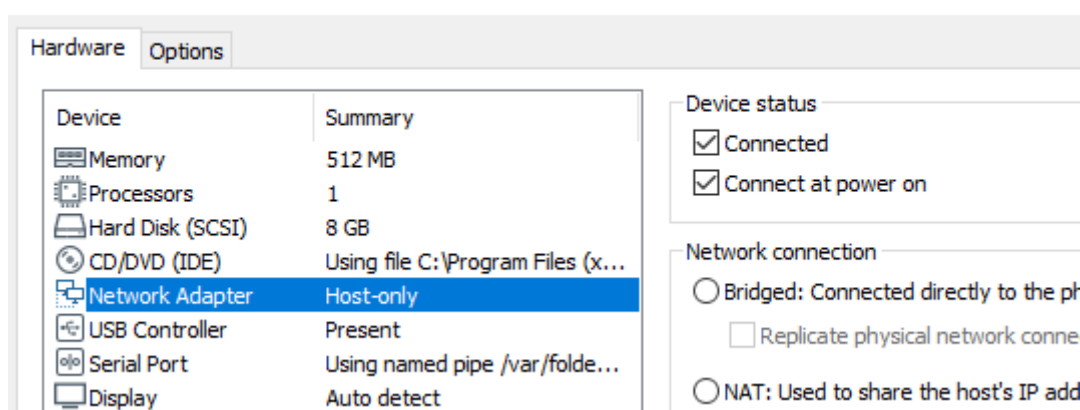 Hardware
Options
Device Summary
Memory 512 MB
Processors 1
Hard Disk (SCSI) 8 GB
CD/DVD (IDE) Using file C:\Program Files (x...
Network Adapter Host-only
USB Controller Present
Serial Port Using named pipe /var/folde...
Display Auto detect
Device status
Connected
Connect at power on
Network connection
Bridged: Connected directly to the ph
Replicate physical network connec
NAT: Used to share the host's IP add